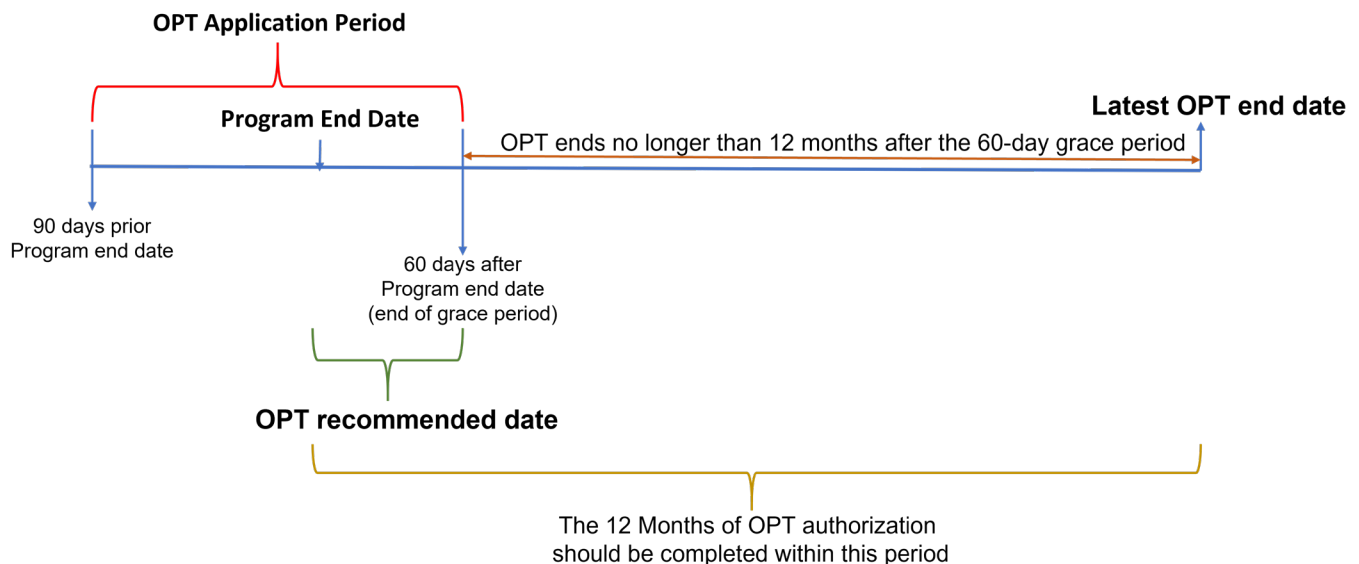 OPT Application Period
Program End Date
Latest OPT end date
OPT ends no longer than 12 months after the 60-day grace period
90 days prior
Program end date
60 days after
Program end date
(end of grace period)
OPT recommended date
The 12 Months of OPT authorization
should be completed within this period